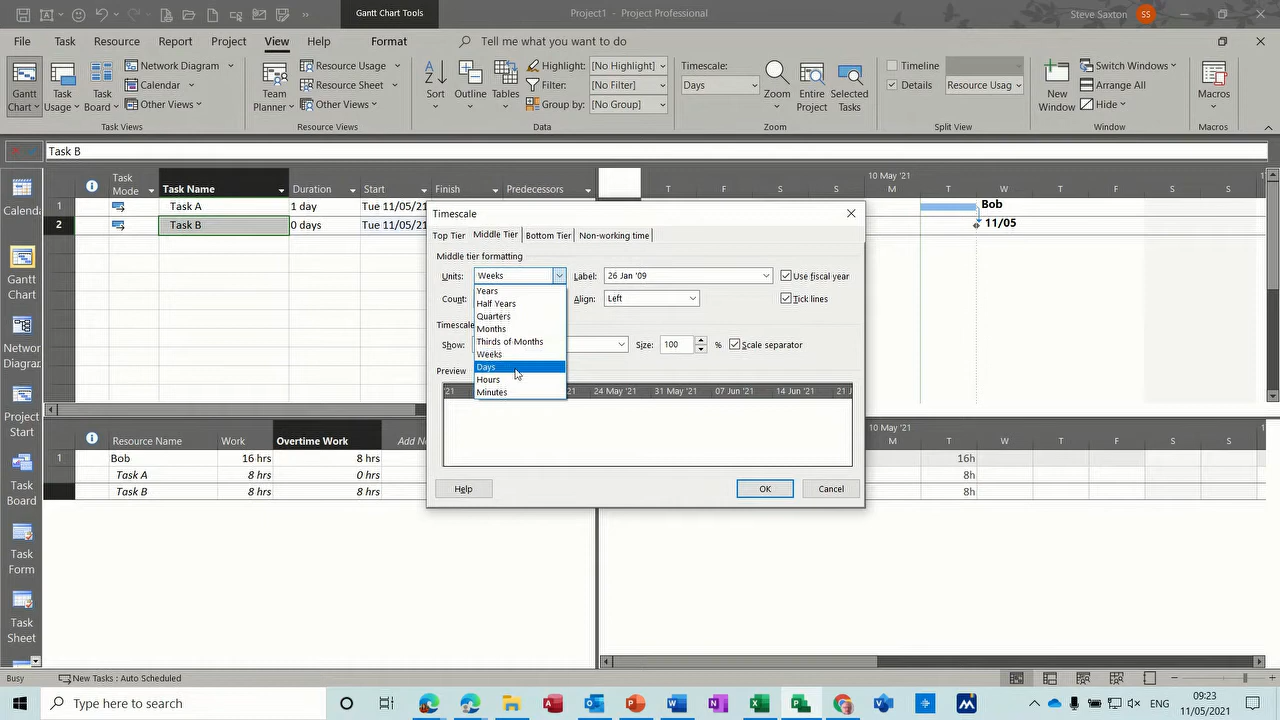 Gantt Chart Tools
Project1 - Project Professional
Steve Saxton
SS
File Task Resource Report Project View Help Format Tell me what you want to do
Gantt Chart
Task Usage
Task Board
Network Diagram
Calendar
Other Views
Task Views
Team Planner
Resource Usage
Resource Sheet
Other Views
Resource Views
Sort
Outline
Tables
Highlight: [No Highlight]
Filter: [No Filter]
Group by: [No Group]
Data
Timescale:
Days
Zoom
Entire Project
Selected Tasks
Zoom
Timeline
Details Resource Usag
Split View
New Window
Switch Windows
Arrange All
Hide
Window
Macros
Macros
Task B
Task Mode Task Name Duration Start Finish Predecessors
T F S S
10 May '21
M T W T F S S
1 Task A 1 day Tue 11/05/21
Bob
2 Task B 0 days Tue 11/05/21
11/05
Calenda
Gantt Chart
Network Diagrar
Project Start
Task Board
Task Form
Task Sheet
Timescale
Top Tier Middle Tier Bottom Tier Non-working time
Middle tier formatting
Units: Weeks Label: 26 Jan '09 Use fiscal year
Years
Half Years
Quarters
Months
Thirds of Months
Weeks
Days
Hours
Minutes
Count: Align: Left Tick lines
Timescale
Show: Size: 100 % Scale separator
Preview
'21 24 May '21 31 May '21 07 Jun '21 14 Jun '21 21 J
Help OK Cancel
Resource Name Work Overtime Work Add Ne
10 May '21
M T W T F S S
1 Bob 16 hrs 8 hrs 16h
Task A 8 hrs 0 hrs 8h
Task B 8 hrs 8 hrs 8h
Busy New Tasks : Auto Scheduled
Type here to search
ENG
09:23
11/05/2021